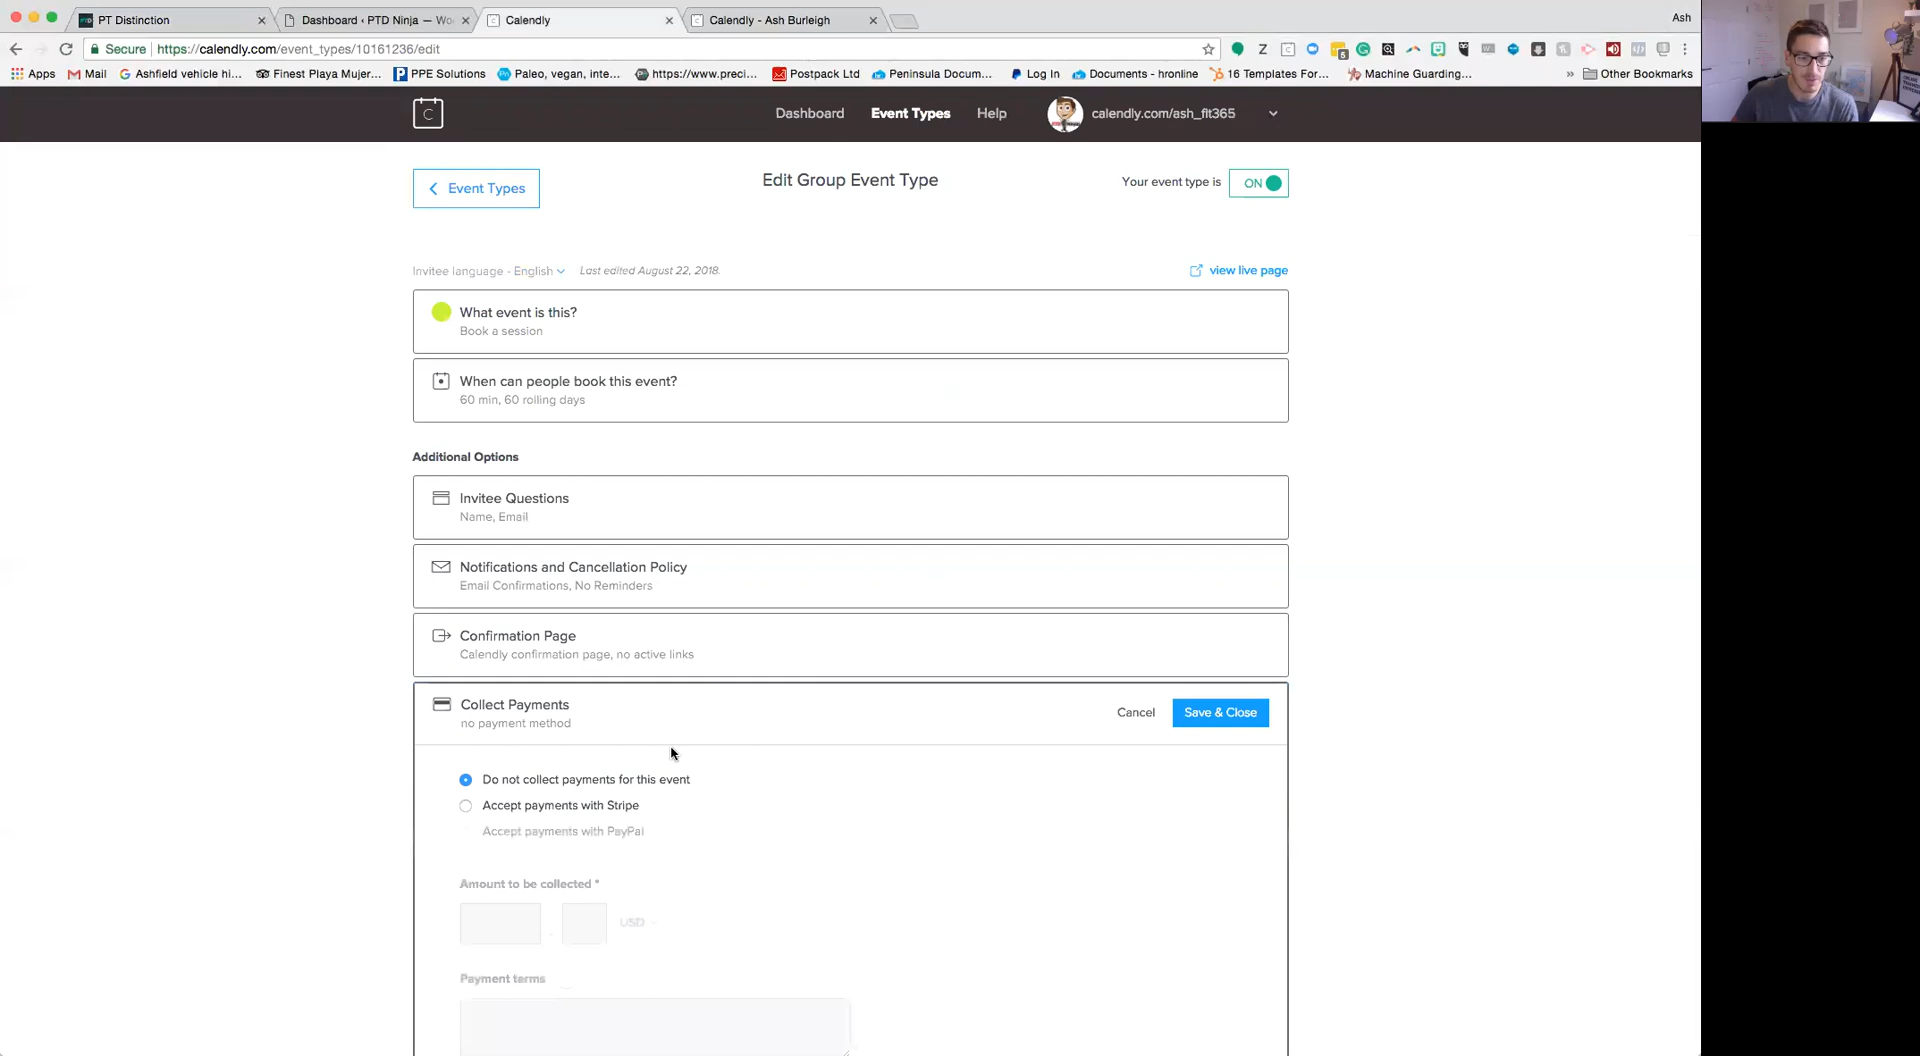 PT Distinction
Dashboard ‹ PTD Ninja — Wo
Calendly
Calendly - Ash Burleigh
Ash
Secure
https://calendly.com/event_types/10161236/edit
Apps
Mail
Ashfield vehicle hi...
Finest Playa Mujer...
PPE Solutions
Paleo, vegan, inte...
https://www.preci...
Postpack Ltd
Peninsula Docum...
Log In
Documents - hronline
16 Templates For...
Machine Guarding...
»
Other Bookmarks
Dashboard
Event Types
Help
calendly.com/ash_fit365
Event Types
Edit Group Event Type
Your event type is
ON
Invitee language - English
Last edited August 22, 2018.
view live page
What event is this?
Book a session
When can people book this event?
60 min, 60 rolling days
Additional Options
Invitee Questions
Name, Email
Notifications and Cancellation Policy
Email Confirmations, No Reminders
Confirmation Page
Calendly confirmation page, no active links
Collect Payments
no payment method
Cancel
Save & Close
Do not collect payments for this event
Accept payments with Stripe
Accept payments with PayPal
Amount to be collected *
.
USD
Payment terms